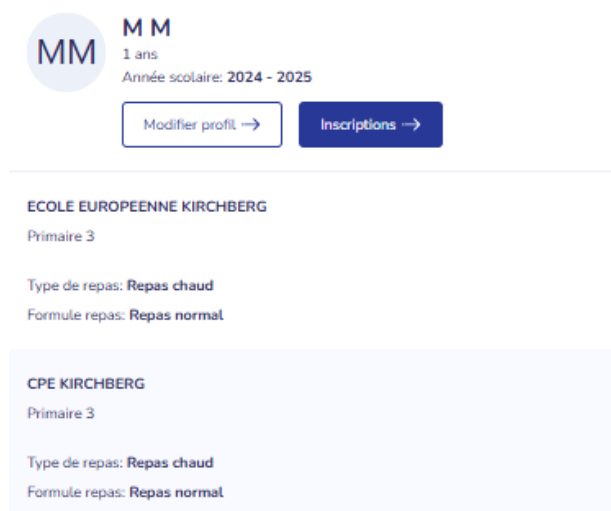 MM
M M
1 ans
Année scolaire: 2024 - 2025
Modifier profil →
Inscriptions →
ECOLE EUROPEENNE KIRCHBERG
Primaire 3
Type de repas: Repas chaud
Formule repas: Repas normal
CPE KIRCHBERG
Primaire 3
Type de repas: Repas chaud
Formule repas: Repas normal